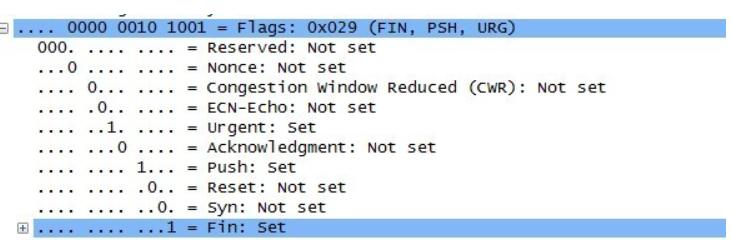 .... 0000 0010 1001 = Flags: 0x029 (FIN, PSH, URG)
000. .... .... = Reserved: Not set
...0 .... .... = Nonce: Not set
.... 0... .... = Congestion Window Reduced (CWR): Not set
.... .0.. .... = ECN-Echo: Not set
.... ..1. .... = Urgent: Set
.... ...0 .... = Acknowledgment: Not set
.... .... 1... = Push: Set
.... .... .0.. = Reset: Not set
.... .... ..0. = Syn: Not set
.... .... ...1 = Fin: Set